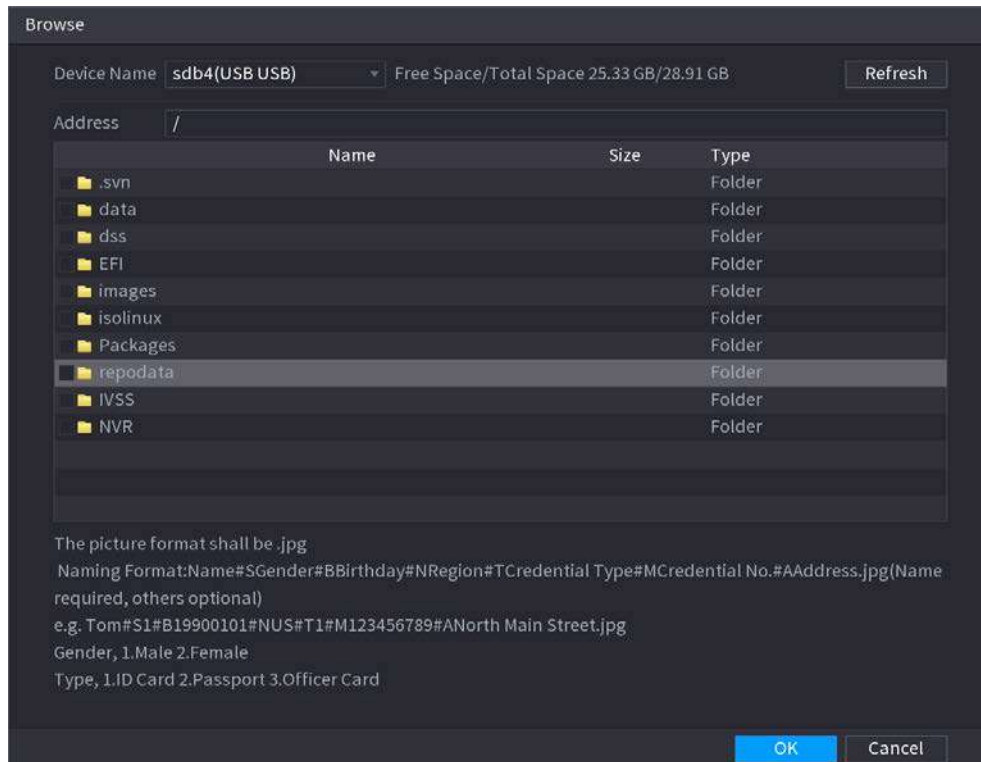 Browse
Device Name sdb4(USB USB) Free Space/Total Space 25.33 GB/28.91 GB Refresh
Address /
Name Size Type
.svn Folder
data Folder
dss Folder
EFI Folder
images Folder
isolinux Folder
Packages Folder
repodata Folder
IVSS Folder
NVR Folder
The picture format shall be .jpg
Naming Format:Name#SGender#BBirthday#NRegion#TCredential Type#MCredential No.#AAddress.jpg(Name
required, others optional)
e.g. Tom#S1#B19900101#NUS#T1#M123456789#ANorth Main Street.jpg
Gender, 1.Male 2.Female
Type, 1.ID Card 2.Passport 3.Officer Card
OK Cancel